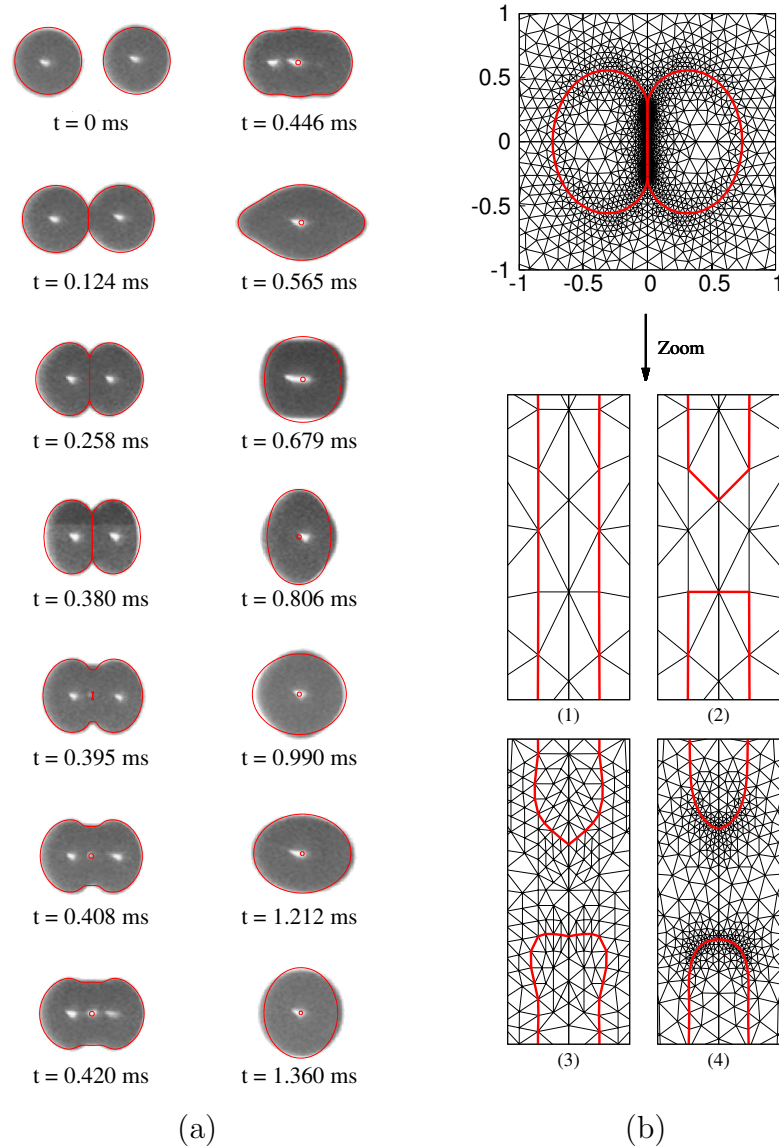 t = 0 ms
t = 0.124 ms
t = 0.258 ms
t = 0.380 ms
t = 0.395 ms
t = 0.408 ms
t = 0.420 ms
t = 0.446 ms
t = 0.565 ms
t = 0.679 ms
t = 0.806 ms
t = 0.990 ms
t = 1.212 ms
t = 1.360 ms
(a)
1
0.5
0
-0.5
-1
-1 -0.5 0 0.5 1
Zoom
(1) (2)
(3) (4)
(b)